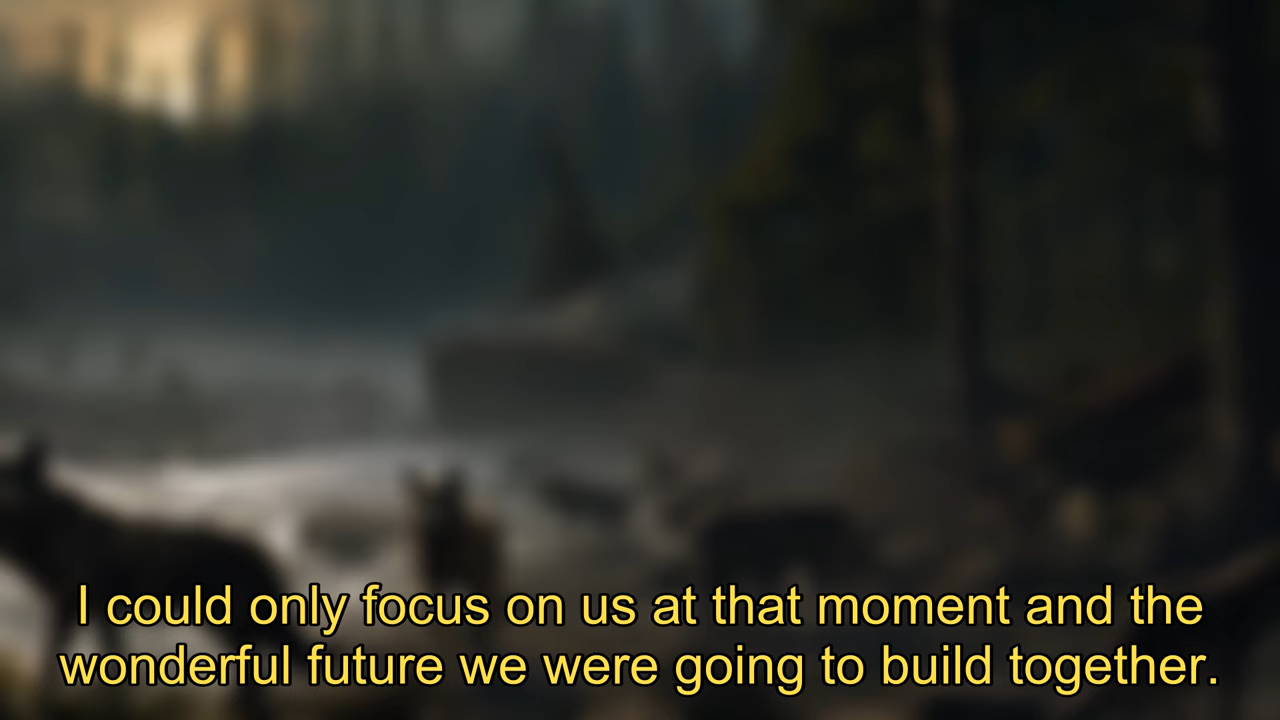 I could only focus on us at that moment and the
wonderful future we were going to build together.